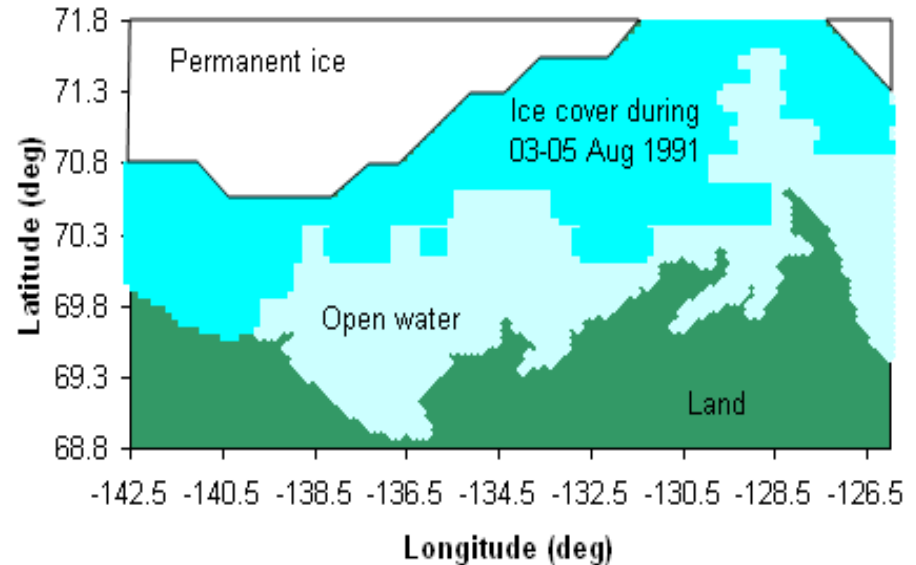 71.8
71.3
70.8
70.3
69.8
69.3
68.8
Latitude (deg)
Permanent ice
Ice cover during
03-05 Aug 1991
Open water
Land
-142.5 -140.5 -138.5 -136.5 -134.5 -132.5 -130.5 -128.5 -126.5
Longitude (deg)